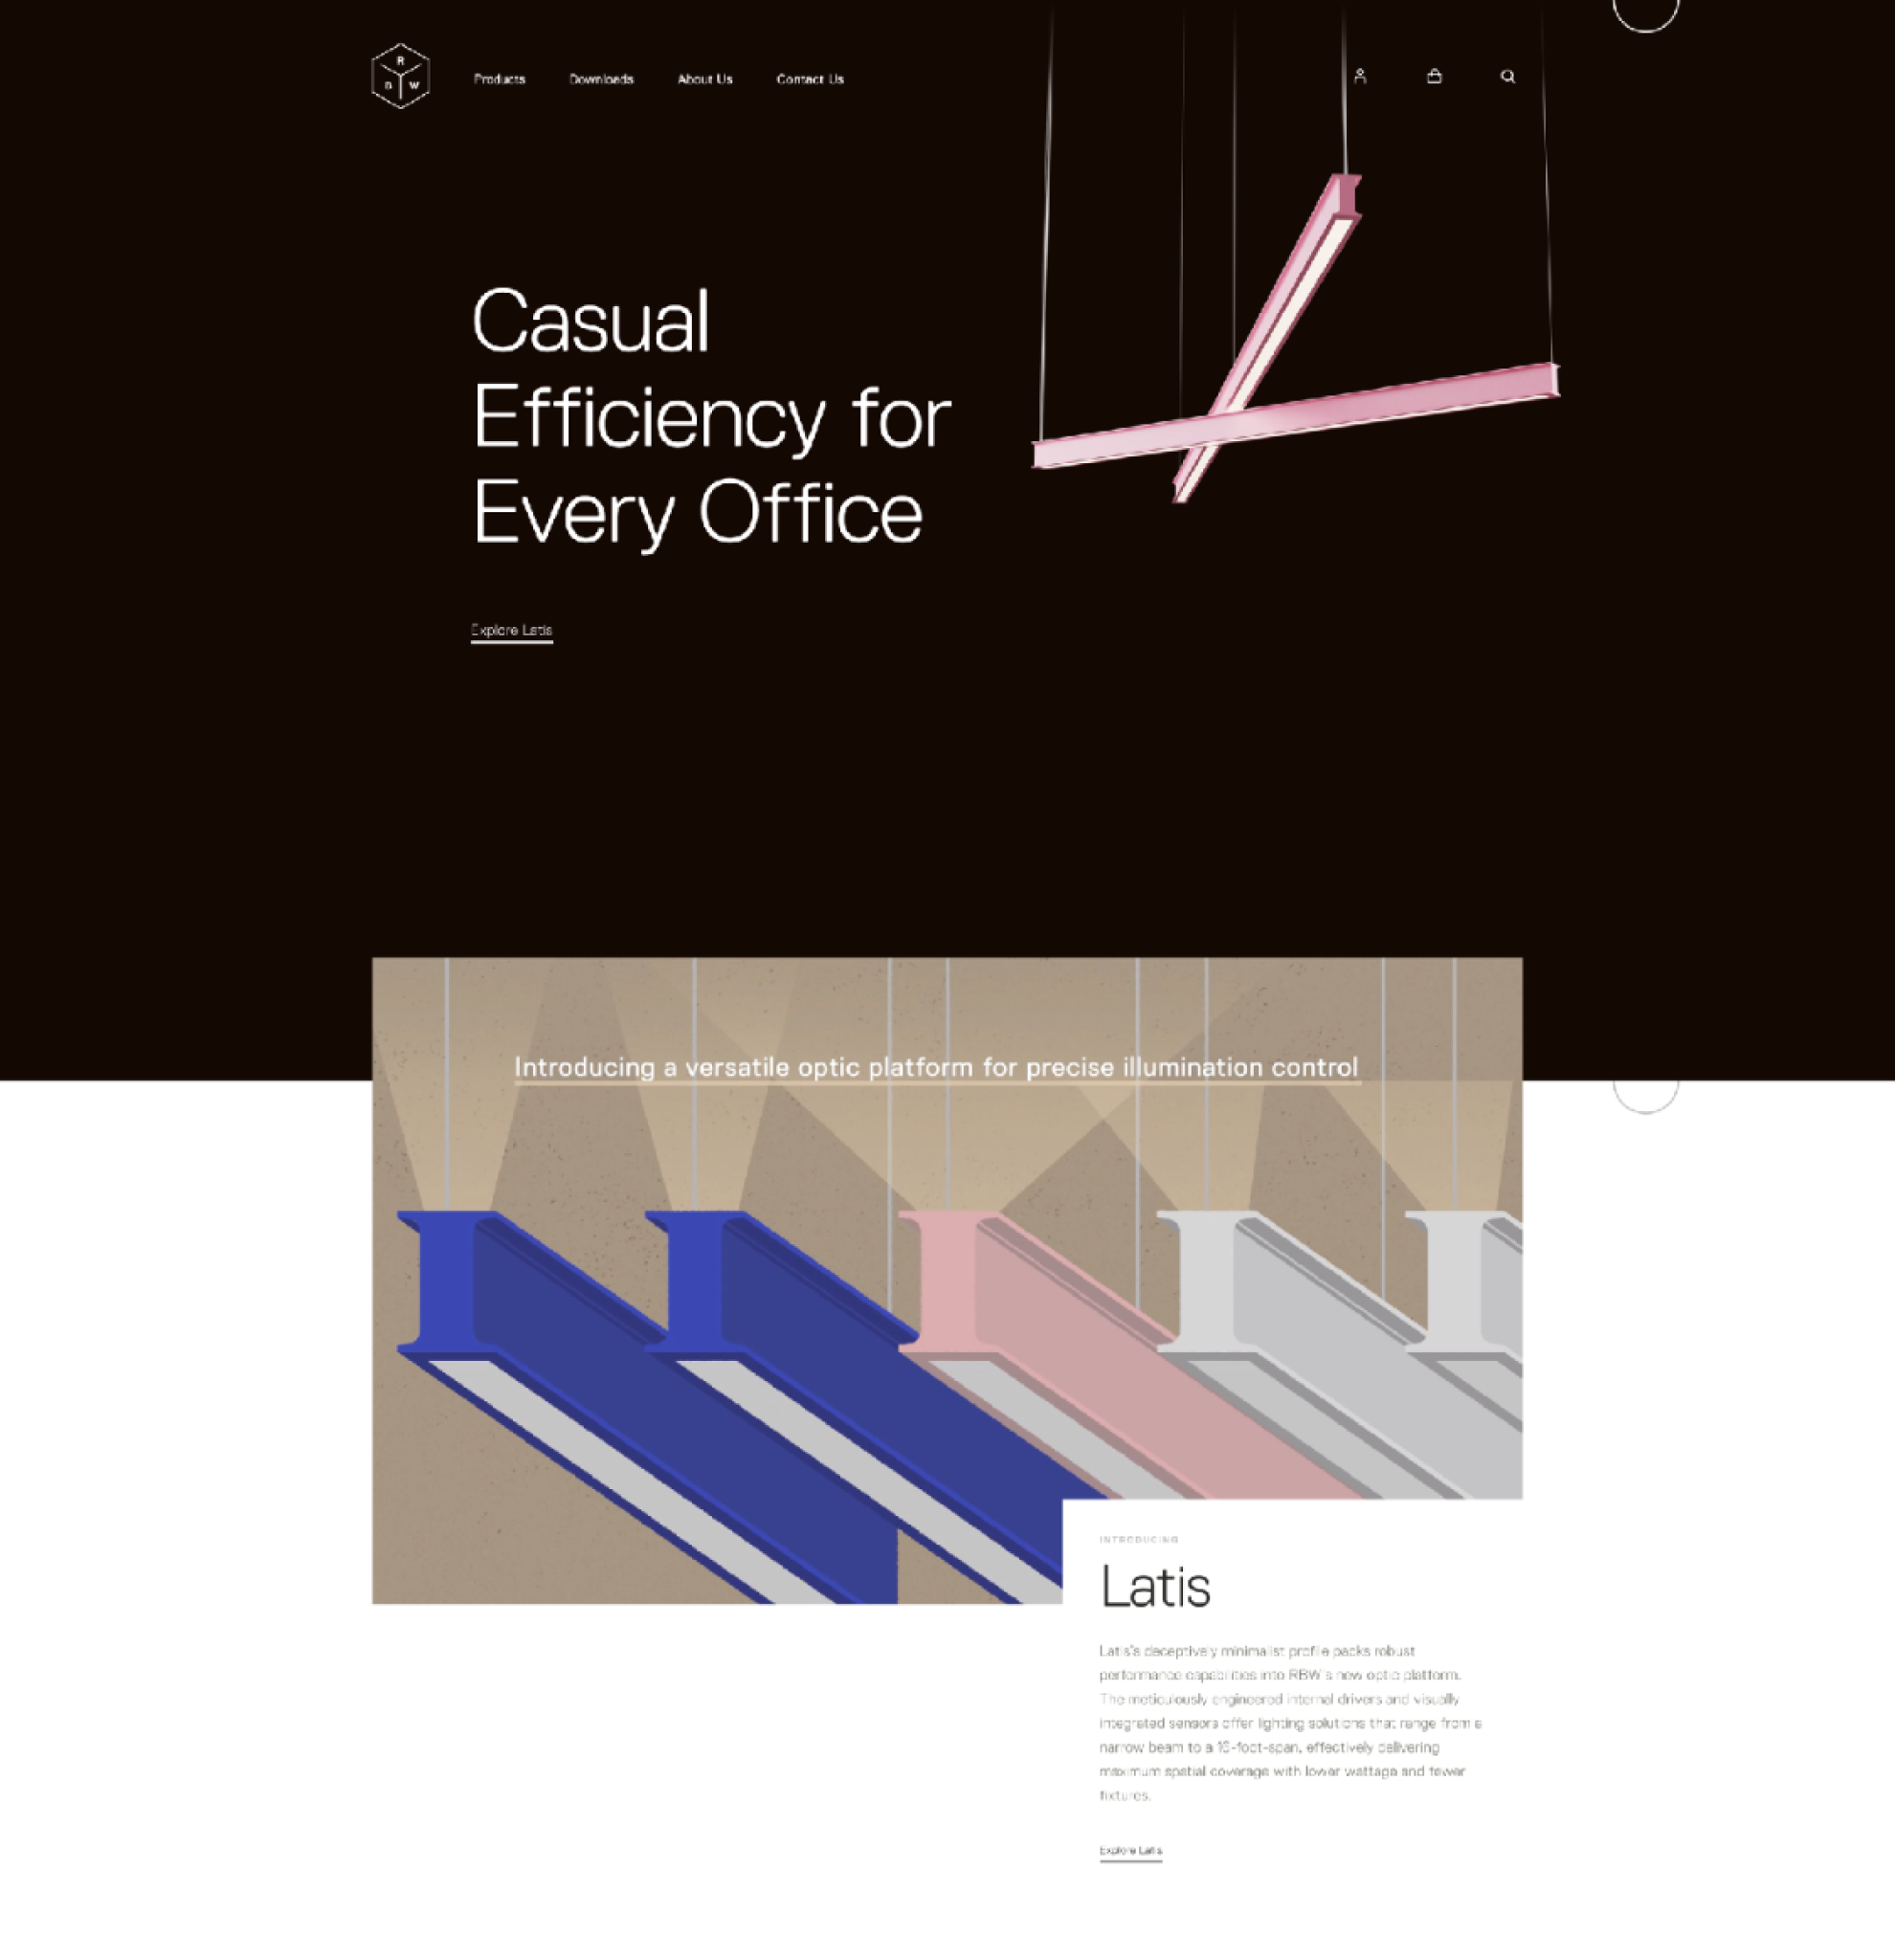 R
B W
Products Downloads About Us Contact Us
Casual
Efficiency for
Every Office
Explore Latis
Introducing a versatile optic platform for precise illumination control
INTRODUCING
Latis
Latis's deceptively minimalist profile packs robust
performance capabilities into RBW's new optic platform.
The meticulously engineered internal drivers and visually
integrated sensors offer lighting solutions that range from a
narrow beam to a 16-foot-span, effectively delivering
maximum spatial coverage with lower wattage and fewer
fixtures.
Explore Latis